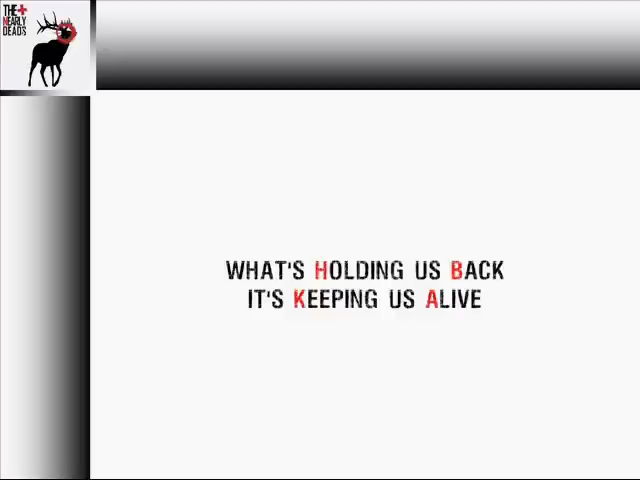 THE
NEARLY
DEADS
WHAT'S HOLDING US BACK
IT'S KEEPING US ALIVE